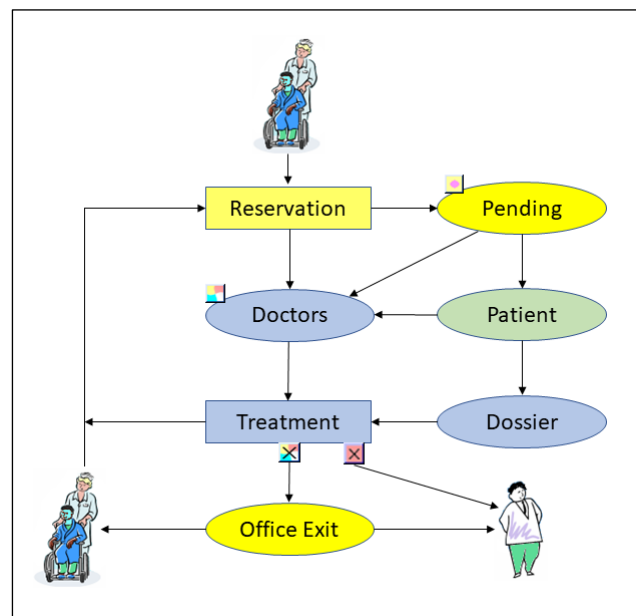 Reservation
Pending
Doctors
Patient
Treatment
Dossier
Office Exit